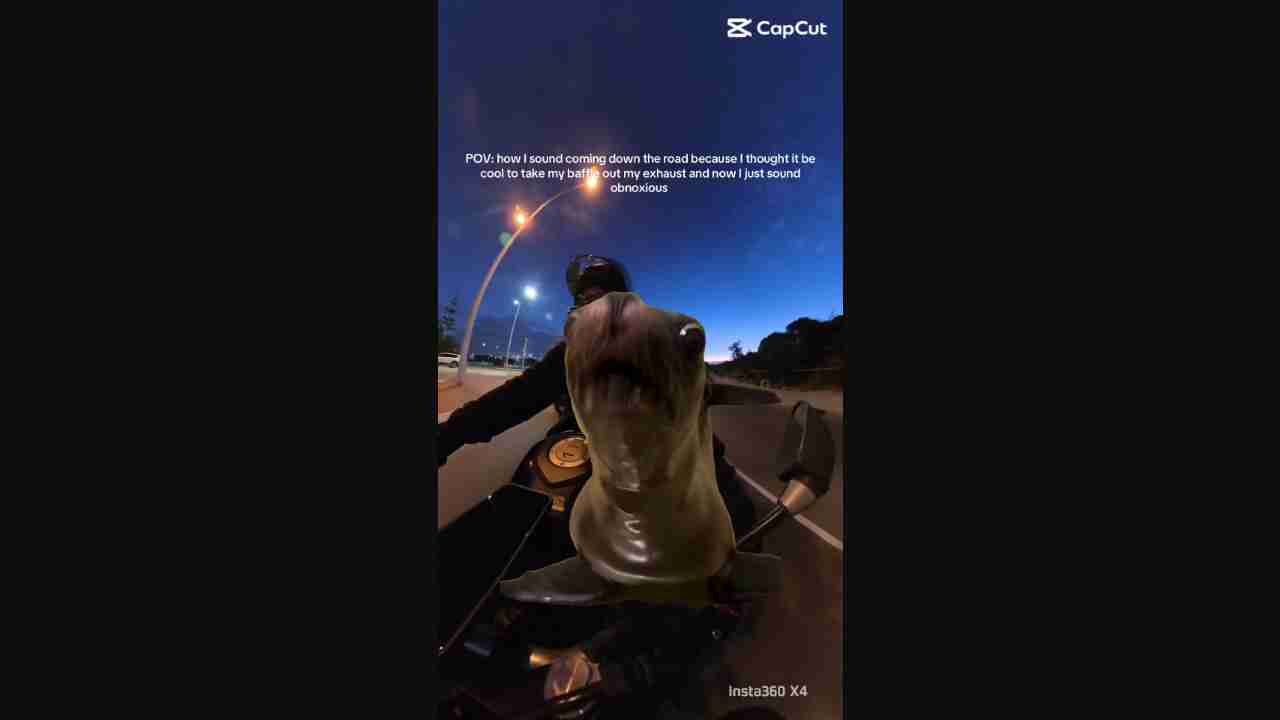 CapCut
POV: how I sound coming down the road because I thought it be
cool to take my baffle out my exhaust and now I just sound
obnoxious
Insta360 X4